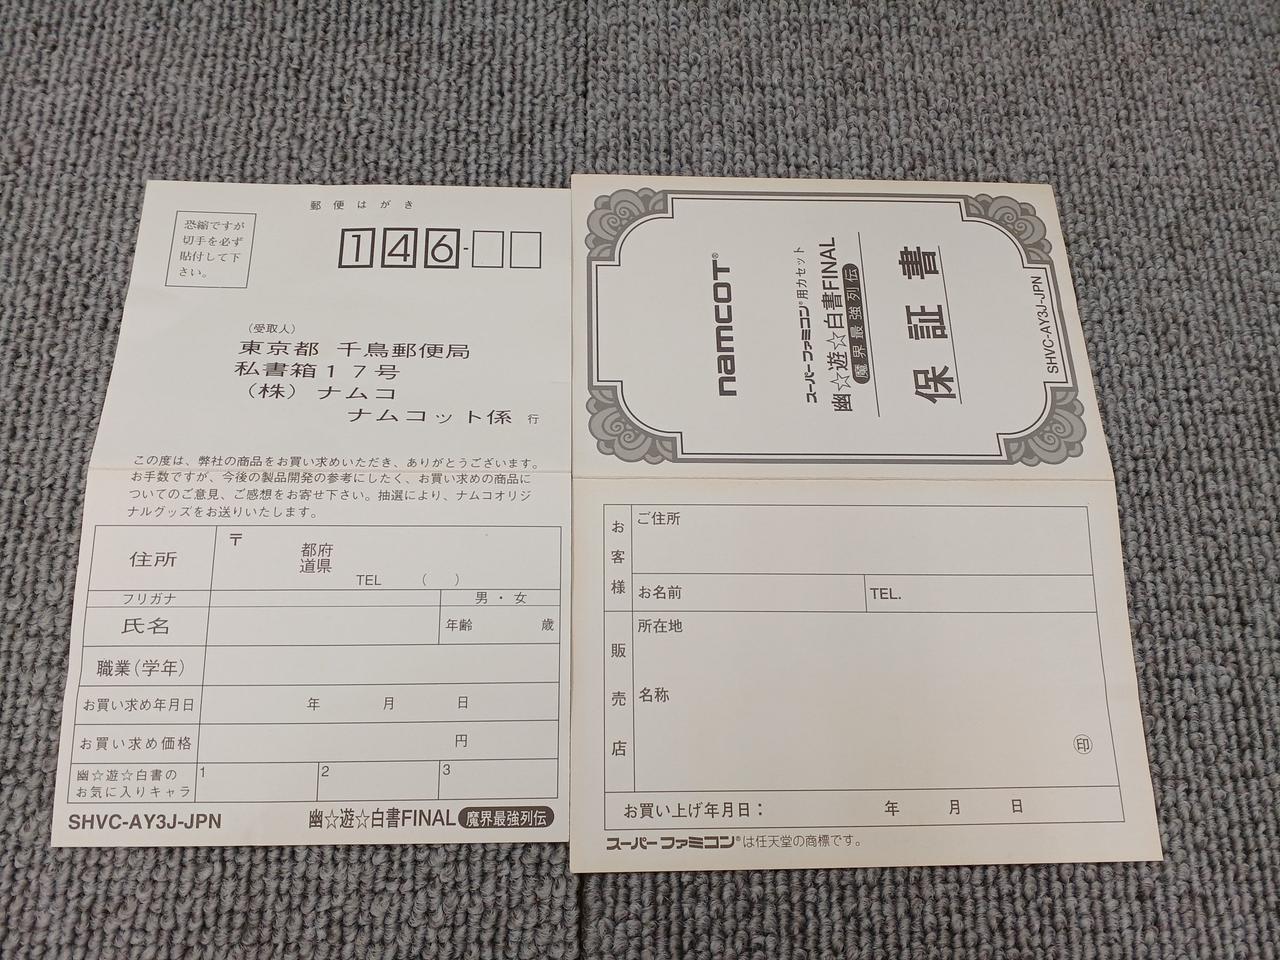 郵便はがき
恐縮ですが
切手を必ず
貼付して下
さい。
146-
(受取人)
東京都 千鳥郵便局
私書箱17号
(株)ナムコ
ナムコット係 行
この度は、弊社の商品をお買い求めいただき、ありがとうございます。
お手数ですが、今後の製品開発の参考にしたく、お買い求めの商品に
ついてのご意見、ご感想をお寄せ下さい。抽選により、ナムコオリジ
ナルグッズをお送りいたします。
住所
〒
都府
道県
TEL ( )
フリガナ
男・女
氏名
年齢 歳
職業(学年)
お買い求め年月日
年 月 日
お買い求め価格
円
幽☆遊☆白書の
お気に入りキャラ
1
2
3
SHVC-AY3J-JPN
幽☆遊☆白書FINAL 魔界最強列伝
namcot®
スーパーファミコン®用カセット
幽☆遊☆白書FINAL
魔界最強列伝
保証書
SHVC-AY3J-JPN
お客様
ご住所
お名前
TEL.
販売店
所在地
名称
印
お買い上げ年月日: 年 月 日
スーパーファミコン®は任天堂の商標です。